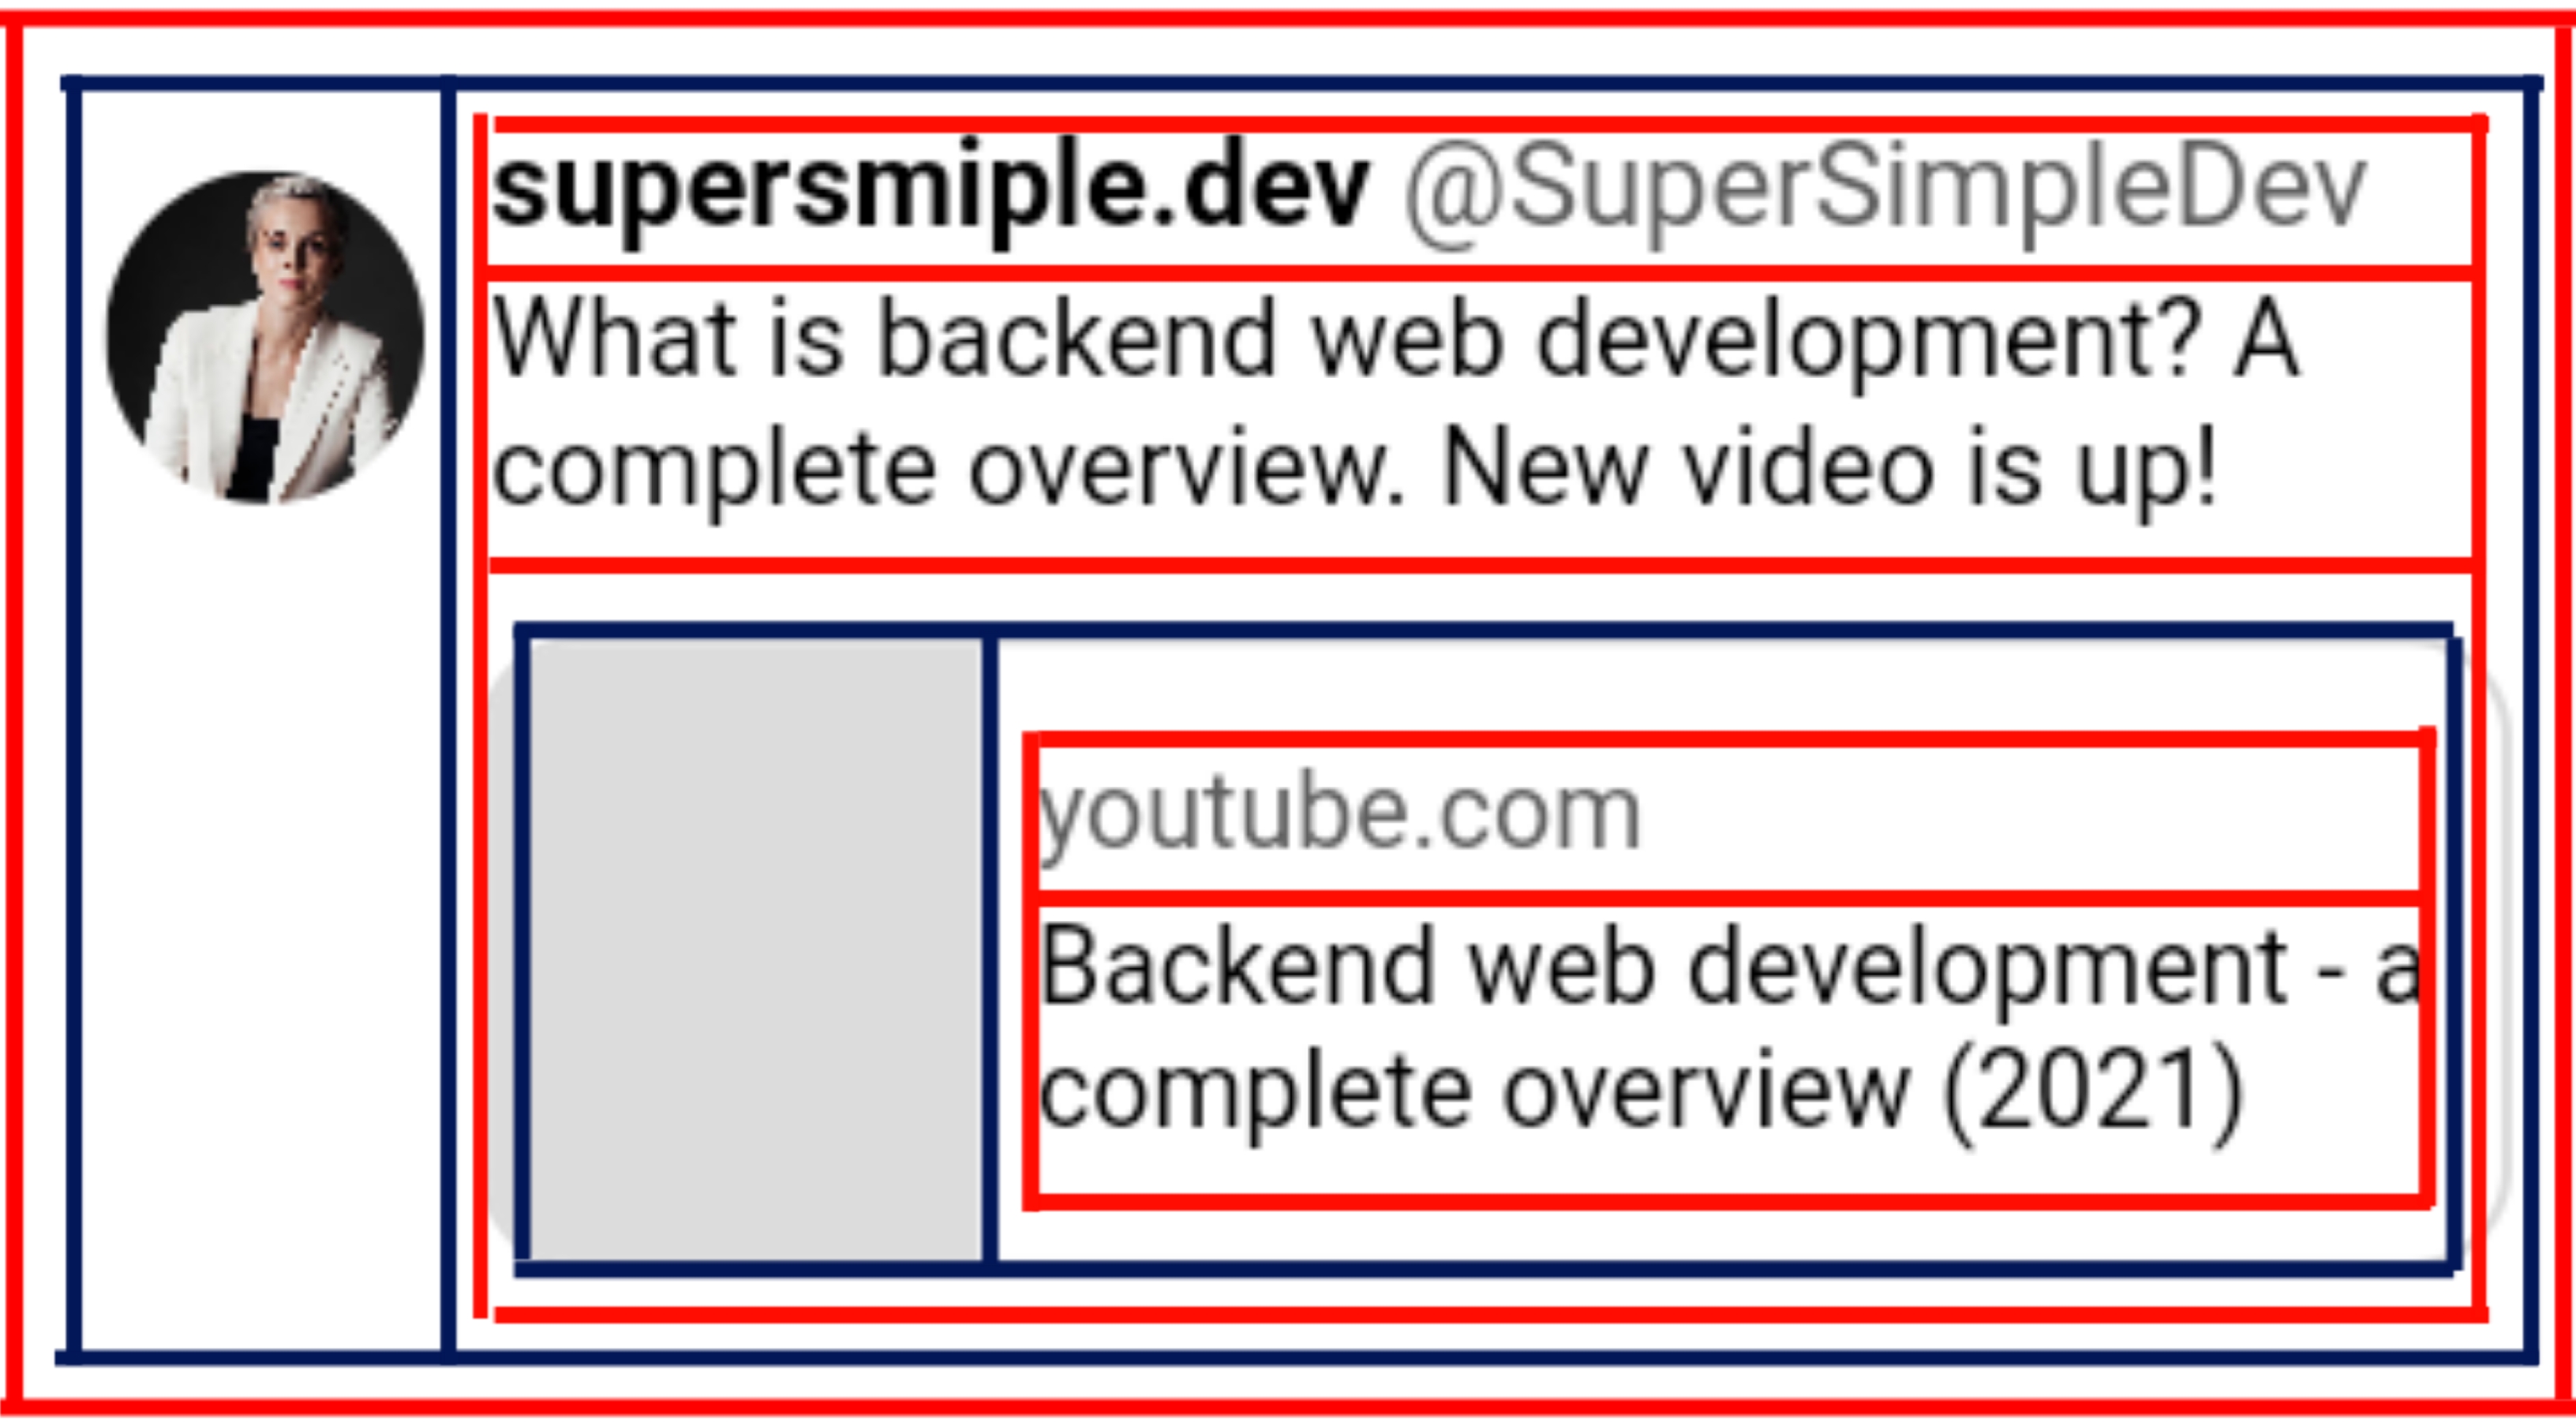 supersmiple.dev @SuperSimpleDev
What is backend web development? A
complete overview. New video is up!
youtube.com
Backend web development - a
complete overview (2021)